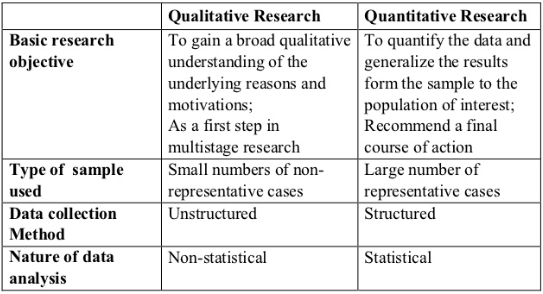 Qualitative Research Quantitative Research
Basic research objective To gain a broad qualitative understanding of the underlying reasons and motivations; As a first step in multistage research To quantify the data and generalize the results form the sample to the population of interest; Recommend a final course of action
Type of sample used Small numbers of non-representative cases Large number of representative cases
Data collection Method Unstructured Structured
Nature of data analysis Non-statistical Statistical